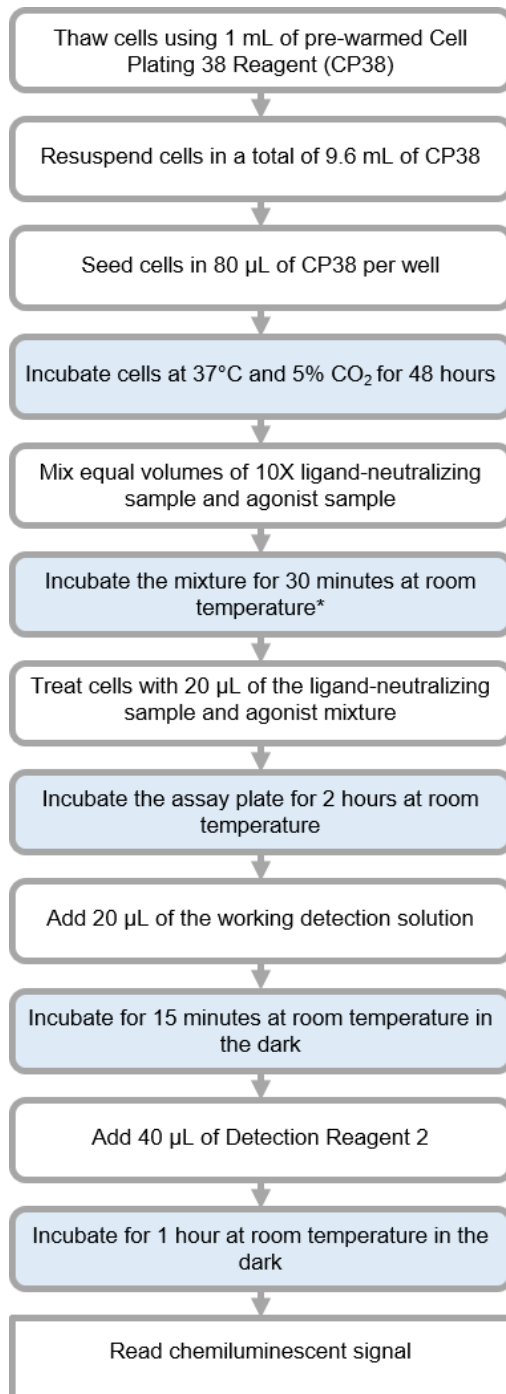 Thaw cells using 1 mL of pre-warmed Cell
Plating 38 Reagent (CP38)
Resuspend cells in a total of 9.6 mL of CP38
Seed cells in 80 µL of CP38 per well
Incubate cells at 37°C and 5% CO₂ for 48 hours
Mix equal volumes of 10X ligand-neutralizing
sample and agonist sample
Incubate the mixture for 30 minutes at room
temperature*
Treat cells with 20 µL of the ligand-neutralizing
sample and agonist mixture
Incubate the assay plate for 2 hours at room
temperature
Add 20 µL of the working detection solution
Incubate for 15 minutes at room temperature in
the dark
Add 40 µL of Detection Reagent 2
Incubate for 1 hour at room temperature in the
dark
Read chemiluminescent signal